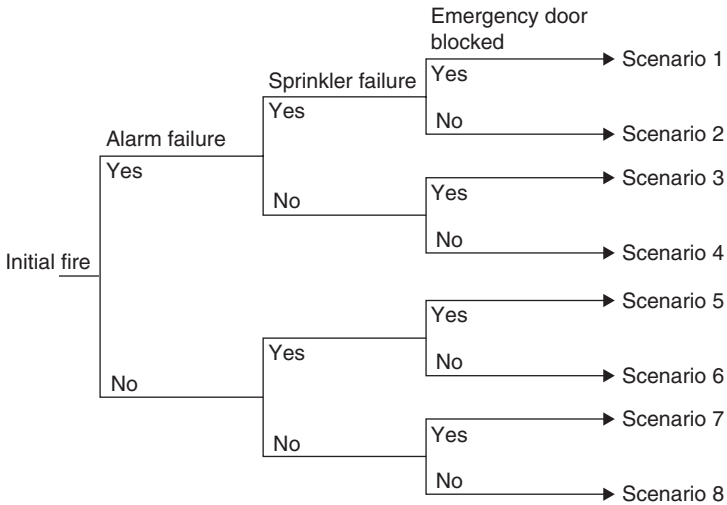 Emergency door
blocked
Scenario 1
Yes
Sprinkler failure
Yes
No
Scenario 2
Alarm failure
Yes
Scenario 3
Yes
No
No
Scenario 4
Initial fire
Scenario 5
Yes
Yes
No
Scenario 6
No
Scenario 7
Yes
No
No
Scenario 8